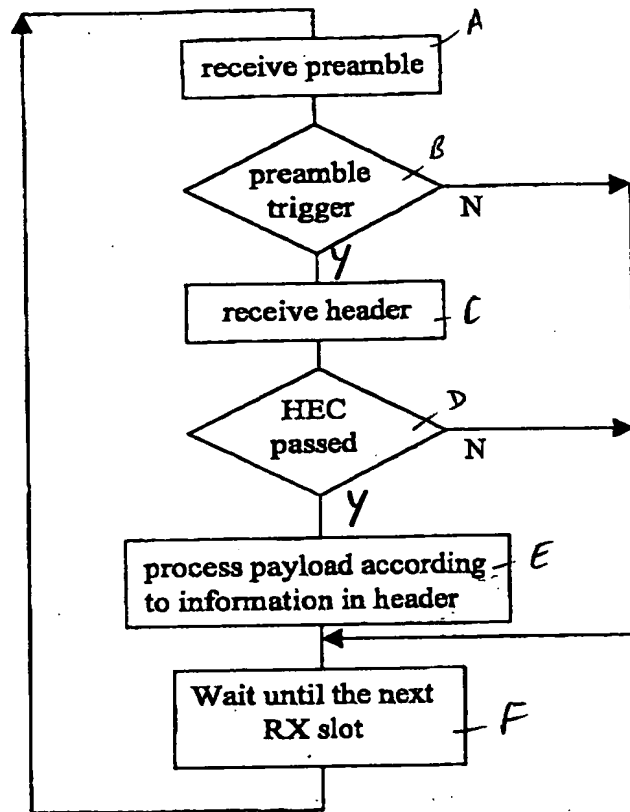 A
receive preamble
B
preamble
trigger
N
Y
receive header
C
HEC
passed
D
N
Y
process payload according
to information in header
E
Wait until the next
RX slot
F